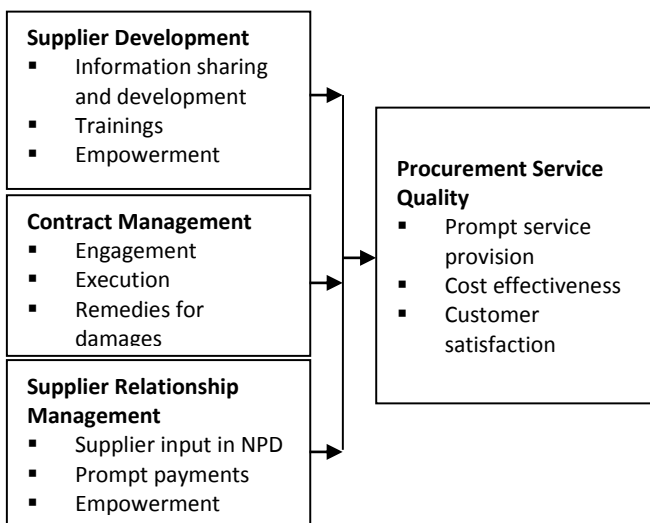 Supplier Development
▪ Information sharing
and development
▪ Trainings
▪ Empowerment
Contract Management
▪ Engagement
▪ Execution
▪ Remedies for
damages
Supplier Relationship
Management
▪ Supplier input in NPD
▪ Prompt payments
▪ Empowerment
Procurement Service
Quality
▪ Prompt service
provision
▪ Cost effectiveness
▪ Customer
satisfaction